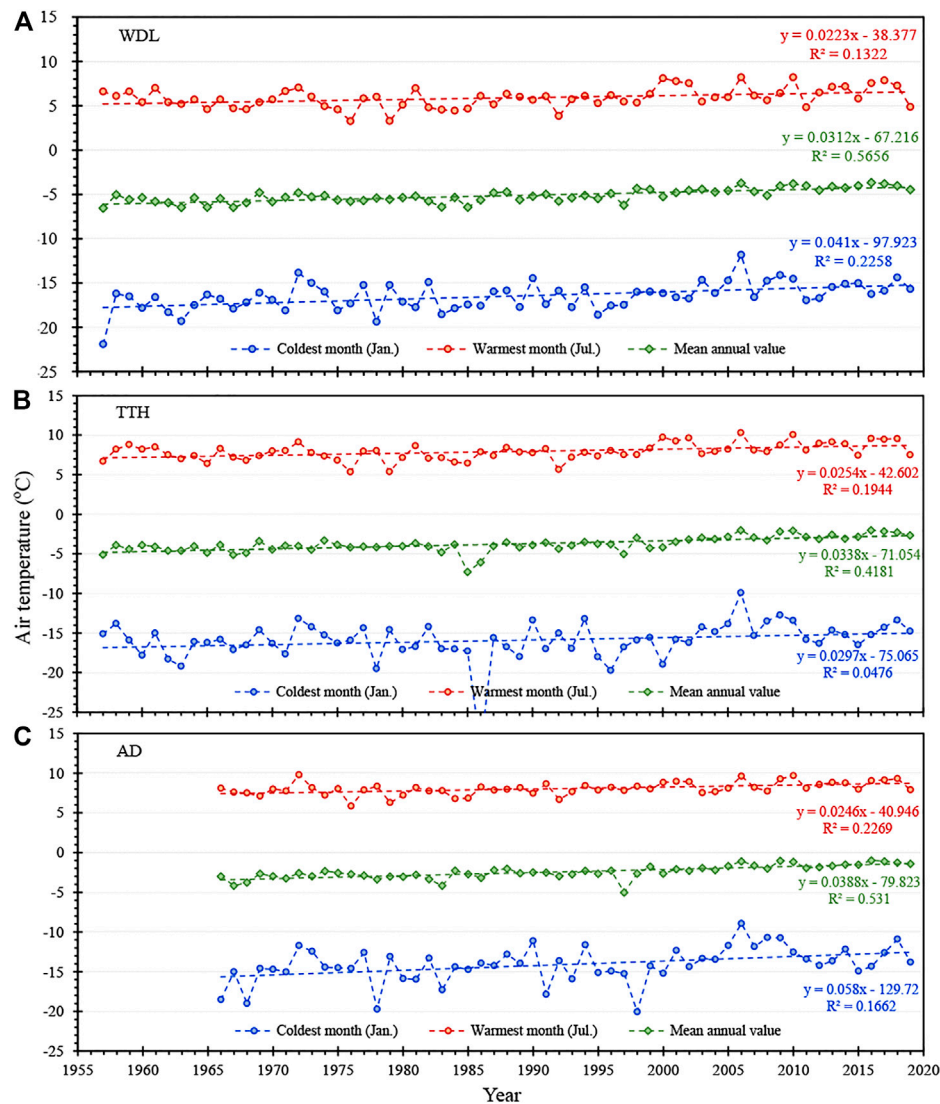 A
WDL
y = 0.0223x - 38.377
R² = 0.1322
y = 0.0312x - 67.216
R² = 0.5656
y = 0.041x - 97.923
R² = 0.2258
15
10
5
0
-5
-10
-15
-20
-25
Coldest month (Jan.) Warmest month (Jul.) Mean annual value
B
TTH
y = 0.0254x - 42.602
R² = 0.1944
y = 0.0338x - 71.054
R² = 0.4181
y = 0.0297x - 75.065
R² = 0.0476
15
10
5
0
-5
-10
-15
-20
-25
Air temperature (°C)
Coldest month (Jan.) Warmest month (Jul.) Mean annual value
C
AD
y = 0.0246x - 40.946
R² = 0.2269
y = 0.0388x - 79.823
R² = 0.531
y = 0.058x - 129.72
R² = 0.1662
15
10
5
0
-5
-10
-15
-20
-25
Coldest month (Jan.) Warmest month (Jul.) Mean annual value
1955 1960 1965 1970 1975 1980 1985 1990 1995 2000 2005 2010 2015 2020
Year